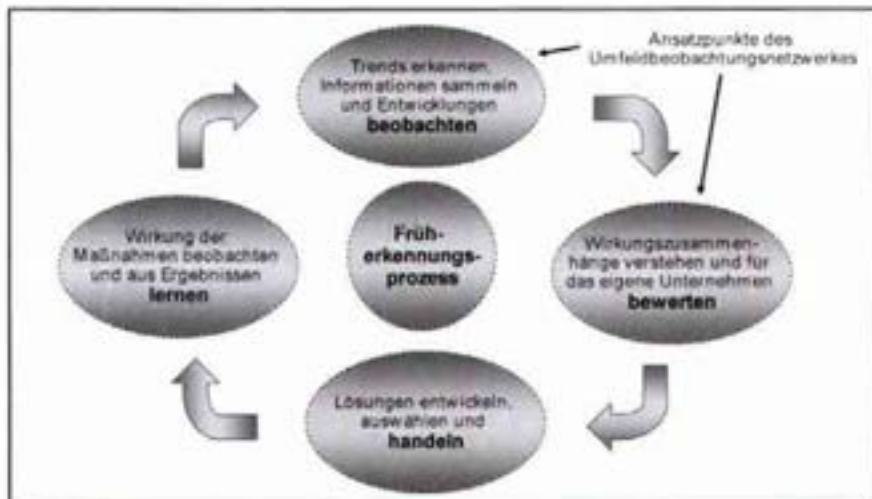 Ansatzpunkte des
Umfeldbeobachtungsnetzwerkes
Trends erkennen,
Informationen sammeln
und Entwicklungen
beobachten
Wirkung der
Maßnahmen beobachten
und aus Ergebnissen
lernen
Früh-
erkennungs-
prozess
Wirkungszusammen-
hänge verstehen und für
das eigene Unternehmen
bewerten
Lösungen entwickeln,
auswählen und
handeln